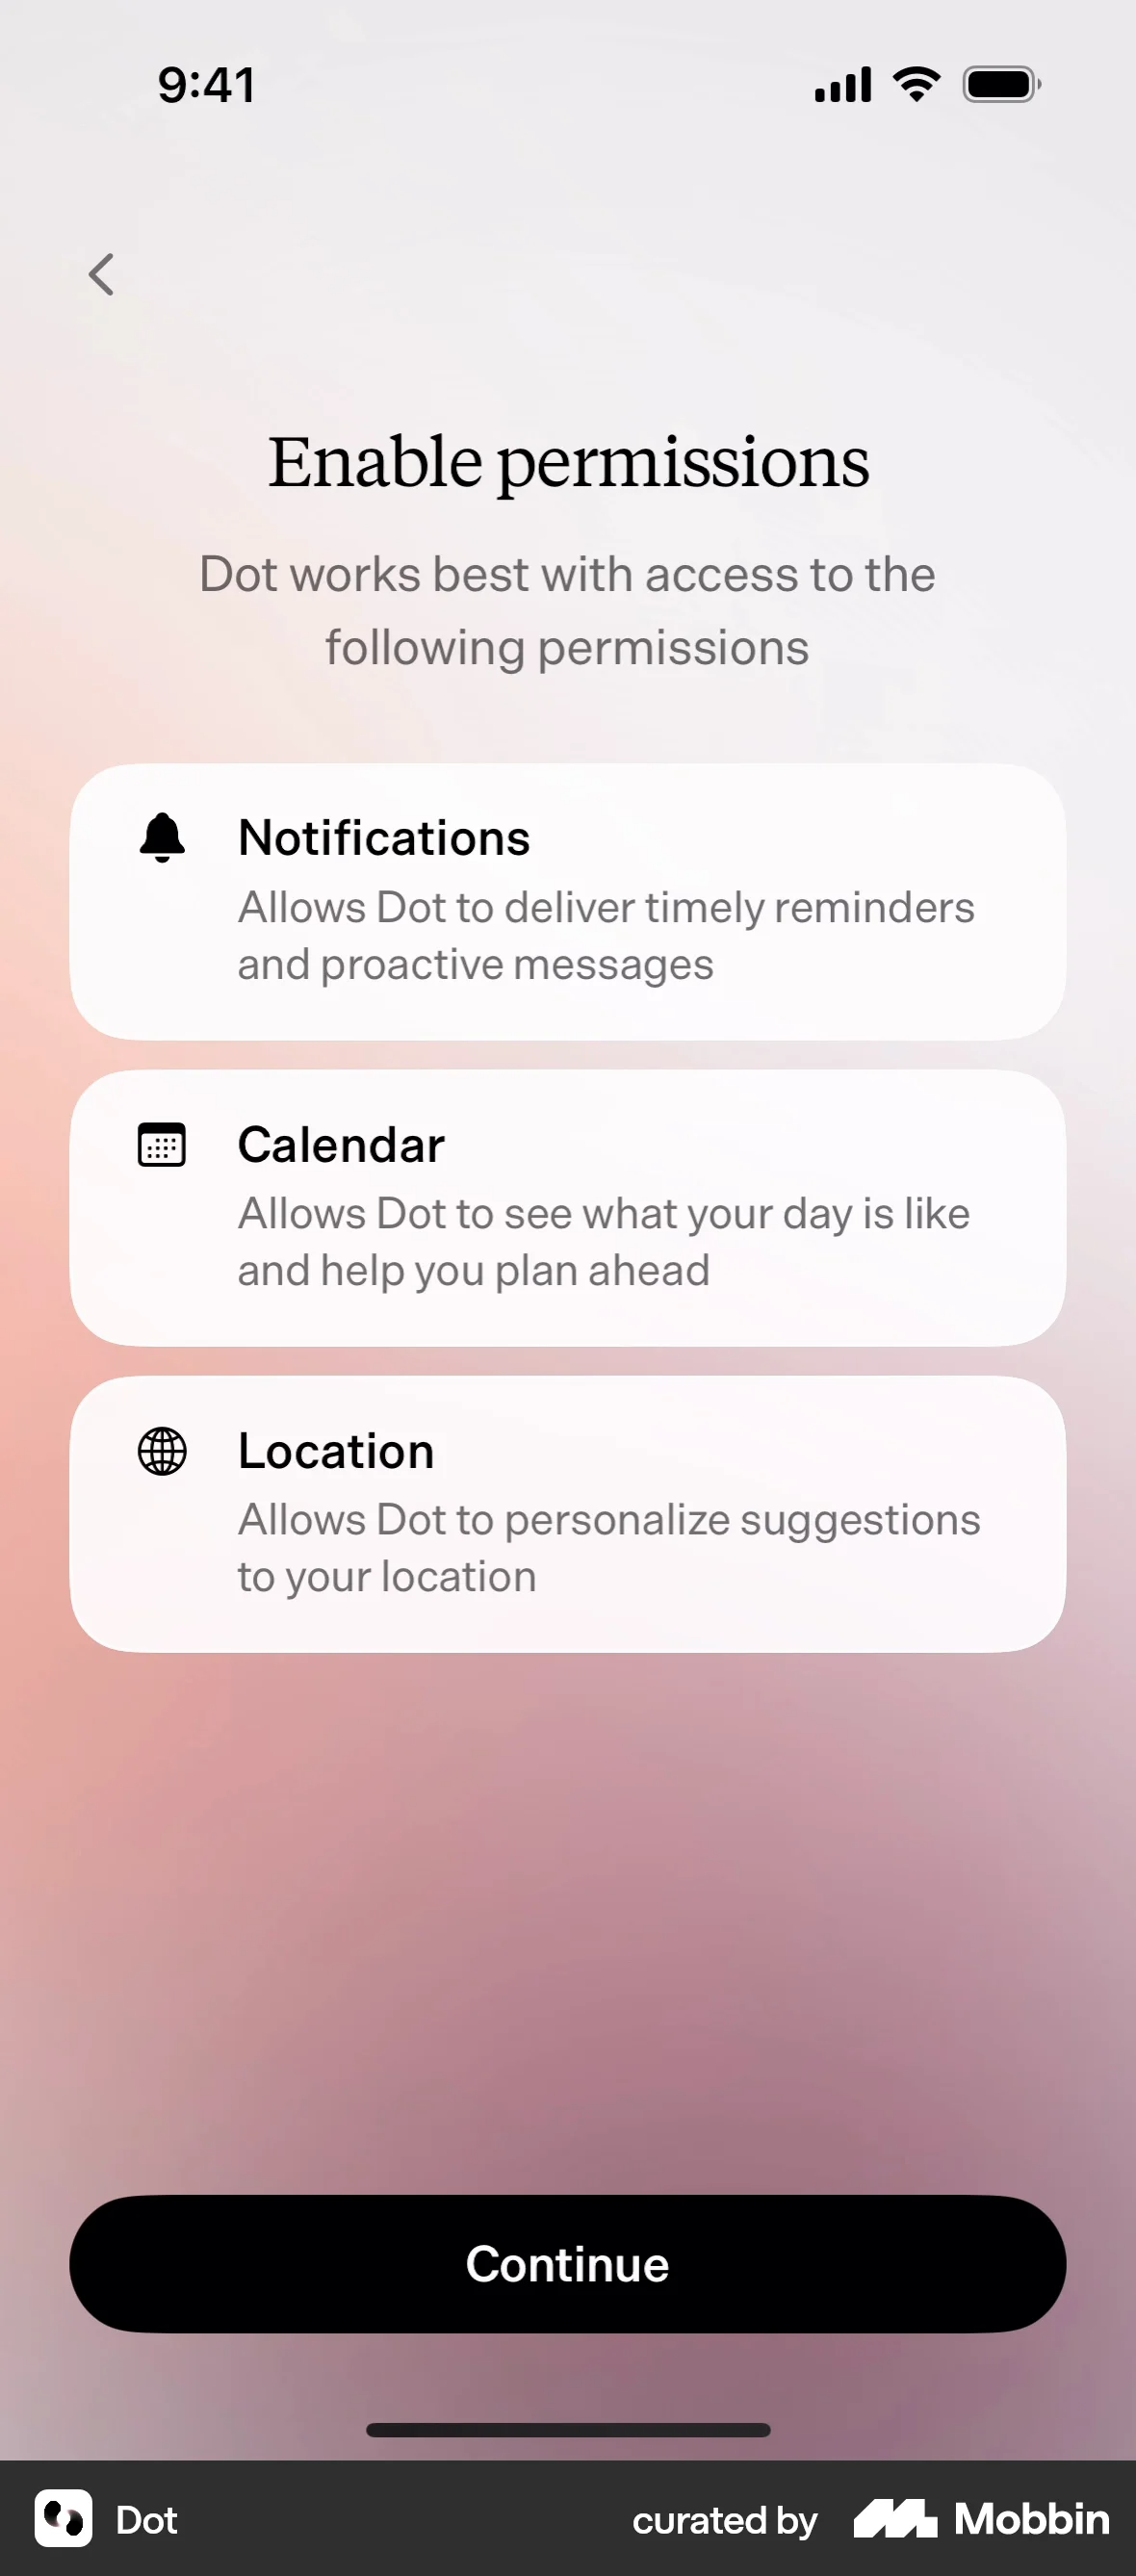 9:41
Enable permissions
Dot works best with access to the
following permissions
Notifications
Allows Dot to deliver timely reminders
and proactive messages
Calendar
Allows Dot to see what your day is like
and help you plan ahead
Location
Allows Dot to personalize suggestions
to your location
Continue
Dot
curated by Mobbin